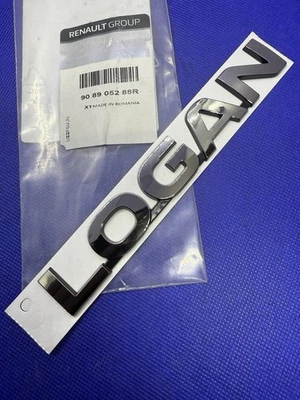 RENAULT GROUP
90 89 052 88R
X1 MADE IN ROMANIA
LOGAN